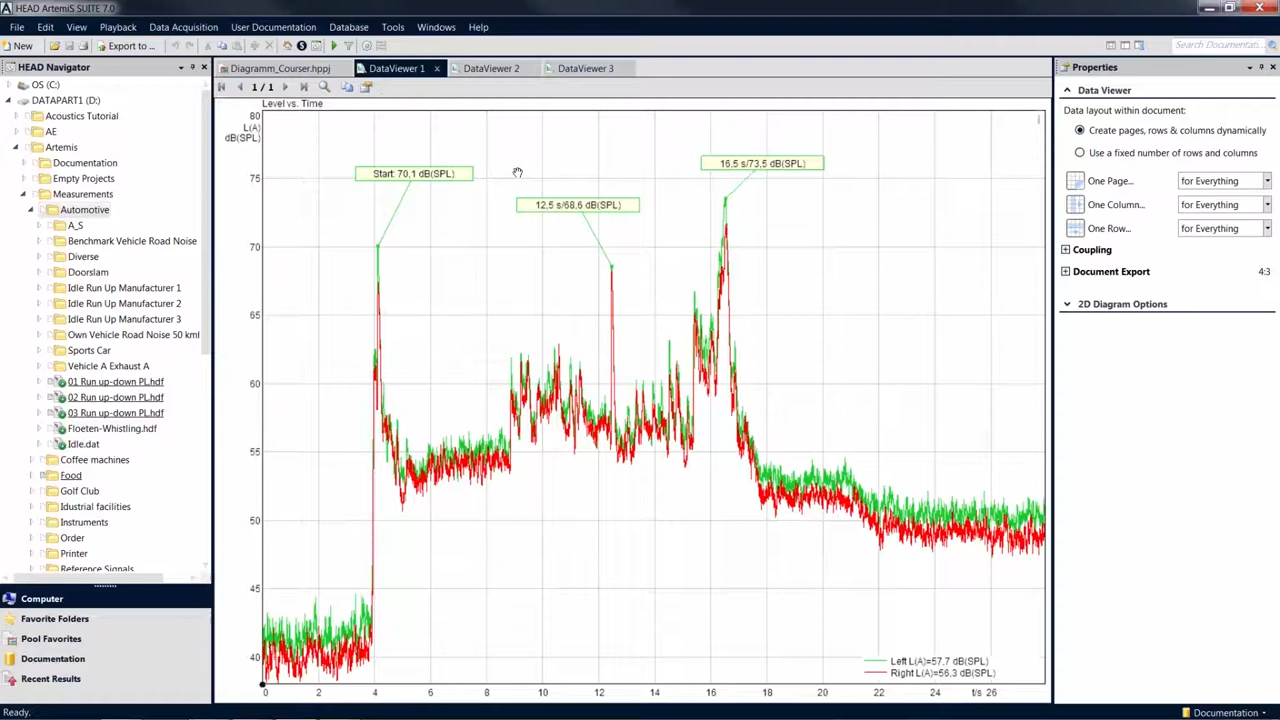 HEAD ArtemiS SUITE 7.0
File Edit View Playback Data Acquisition User Documentation Database Tools Windows Help
New Export to ... Search Documentat...
HEAD Navigator
OS (C:)
DATAPART1 (D:)
Acoustics Tutorial
AE
Artemis
Documentation
Empty Projects
Measurements
Automotive
A_S
Benchmark Vehicle Road Noise
Diverse
Doorslam
Idle Run Up Manufacturer 1
Idle Run Up Manufacturer 2
Idle Run Up Manufacturer 3
Own Vehicle Road Noise 50 kml
Sports Car
Vehicle A Exhaust A
01 Run up-down PL.hdf
02 Run up-down PL.hdf
03 Run up-down PL.hdf
Floeten-Whistling.hdf
Idle.dat
Coffee machines
Food
Golf Club
Idustrial facilities
Instruments
Order
Printer
Reference Signals
Computer
Favorite Folders
Pool Favorites
Documentation
Recent Results
Ready.
Diagramm_Courser.hppj DataViewer 1 DataViewer 2 DataViewer 3
1 / 1
Level vs. Time
80
L(A)
dB(SPL)
75
70
65
60
55
50
45
40
Start: 70,1 dB(SPL)
12,5 s/68,6 dB(SPL)
16,5 s/73,5 dB(SPL)
Left L(A)=57,7 dB(SPL)
Right L(A)=56,3 dB(SPL)
0 2 4 6 8 10 12 14 16 18 20 22 24 t/s 26
Properties
Data Viewer
Data layout within document:
Create pages, rows & columns dynamically
Use a fixed number of rows and columns
One Page... for Everything
One Column... for Everything
One Row... for Everything
Coupling
Document Export 4:3
2D Diagram Options
Documentation